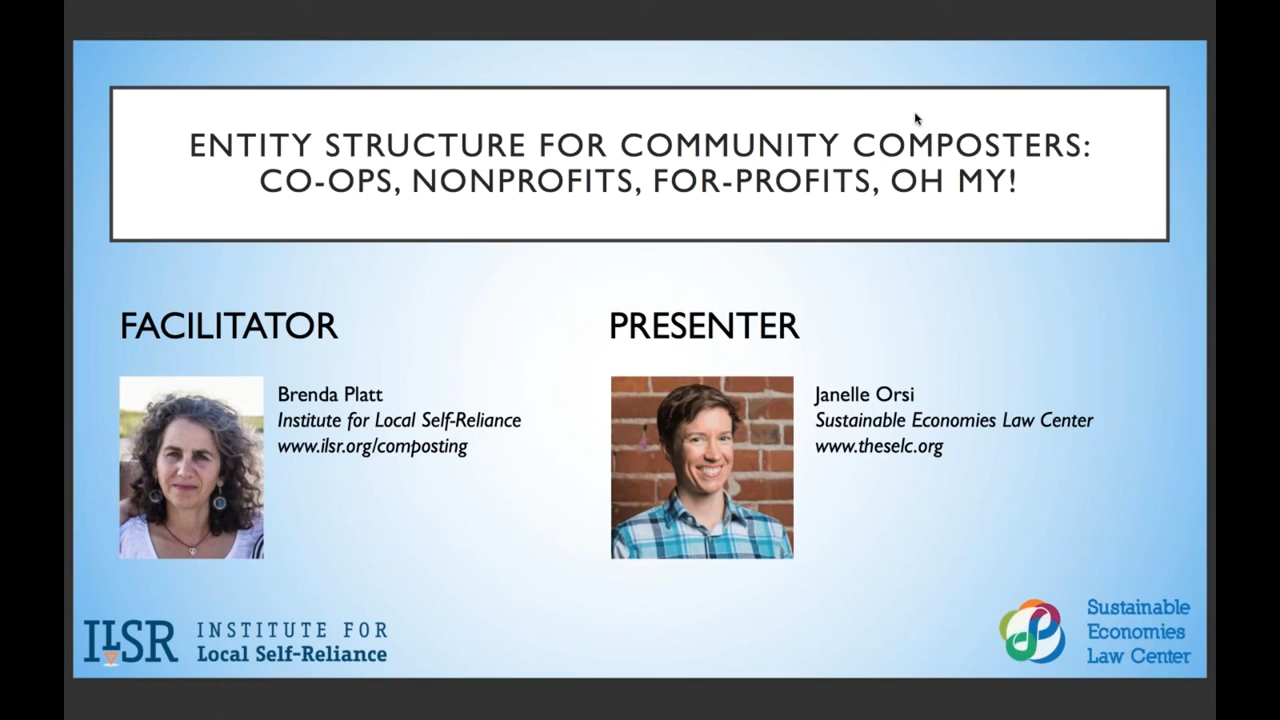 ENTITY STRUCTURE FOR COMMUNITY COMPOSTERS:
CO-OPS, NONPROFITS, FOR-PROFITS, OH MY!
FACILITATOR
Brenda Platt
Institute for Local Self-Reliance
www.ilsr.org/composting
PRESENTER
Janelle Orsi
Sustainable Economies Law Center
www.theselc.org
ILSR
INSTITUTE FOR
Local Self-Reliance
Sustainable
Economies
Law Center